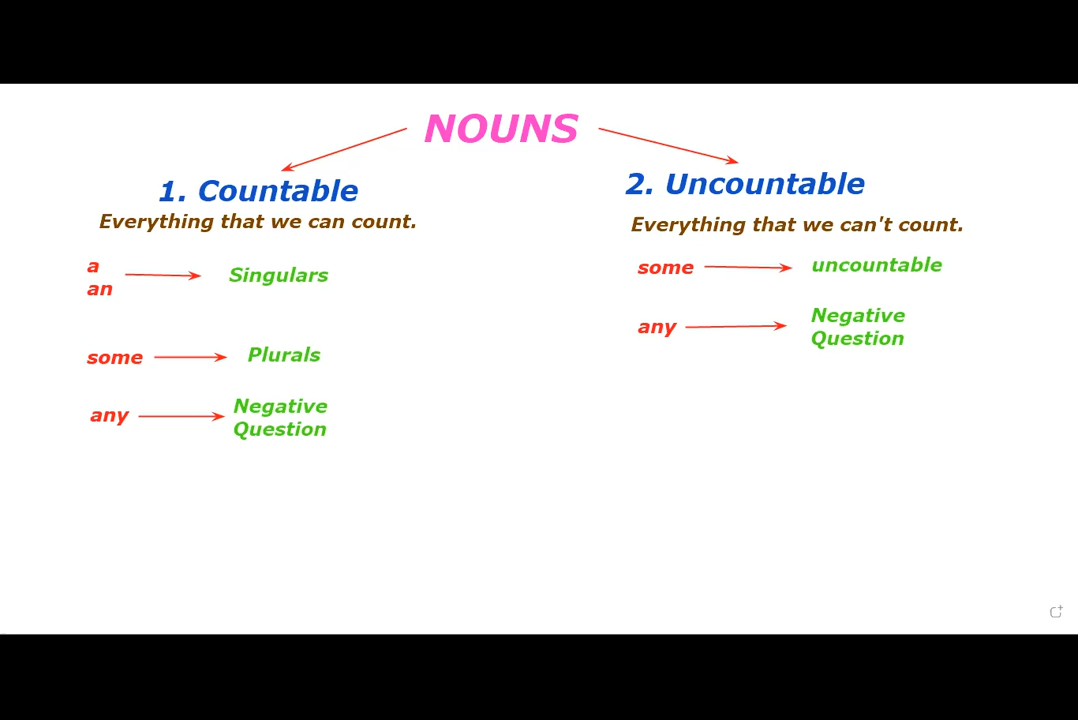 NOUNS
1. Countable
Everything that we can count.
a
an
Singulars
some
Plurals
any
Negative
Question
2. Uncountable
Everything that we can't count.
some
uncountable
any
Negative
Question